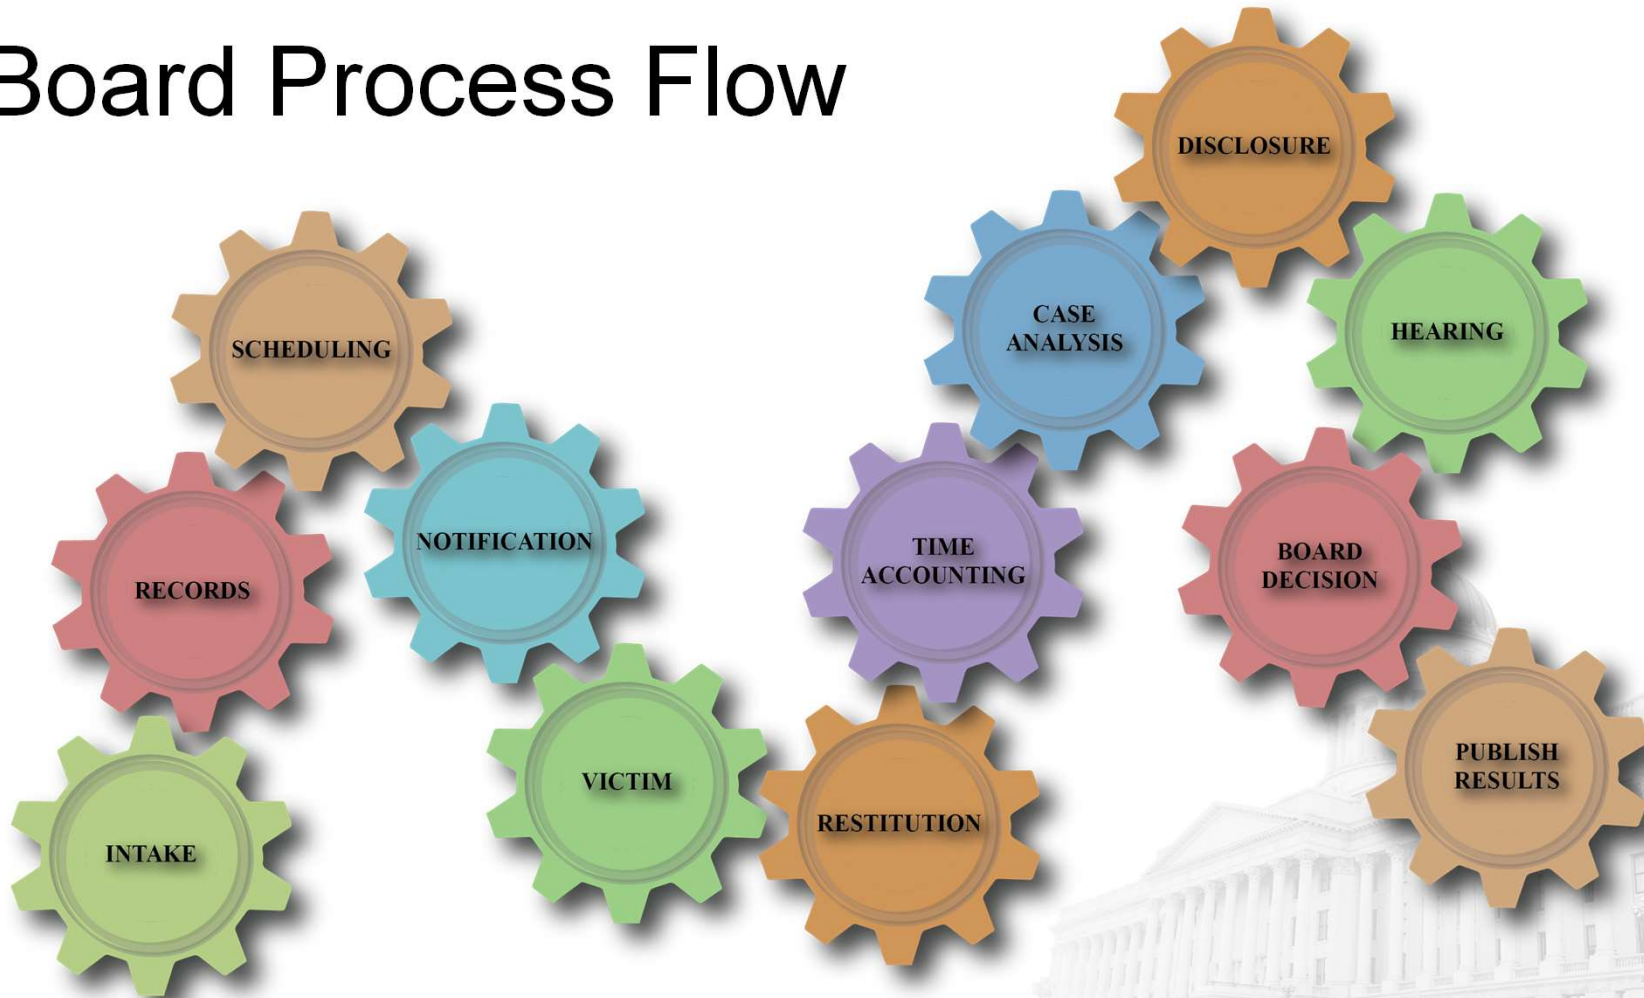 Board Process Flow
INTAKE
RECORDS
SCHEDULING
NOTIFICATION
VICTIM
RESTITUTION
TIME
ACCOUNTING
CASE
ANALYSIS
DISCLOSURE
HEARING
BOARD
DECISION
PUBLISH
RESULTS